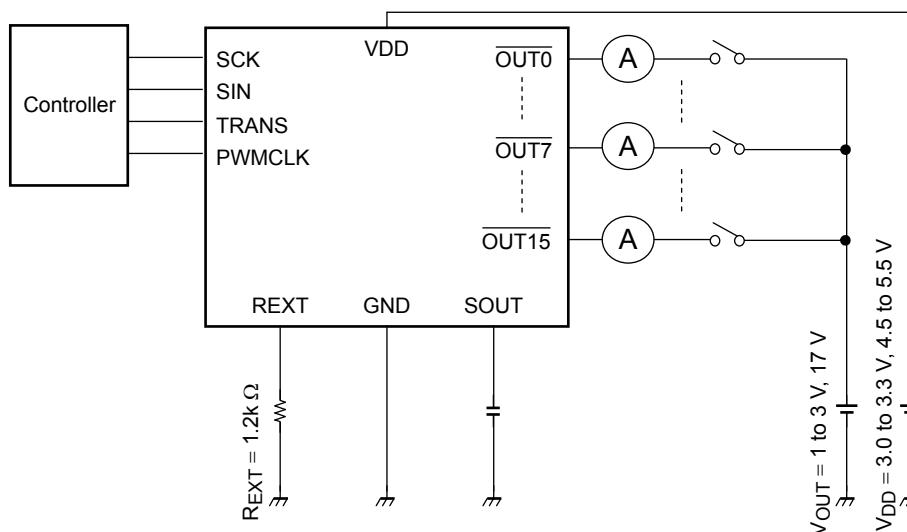 Controller
SCK
SIN
TRANS
PWMCLK
VDD
OUT0
OUT7
OUT15
A
A
A
REXT
GND
SOUT
REXT = 1.2k Ω
VOUT = 1 to 3 V, 17 V
VDD = 3.0 to 3.3 V, 4.5 to 5.5 V